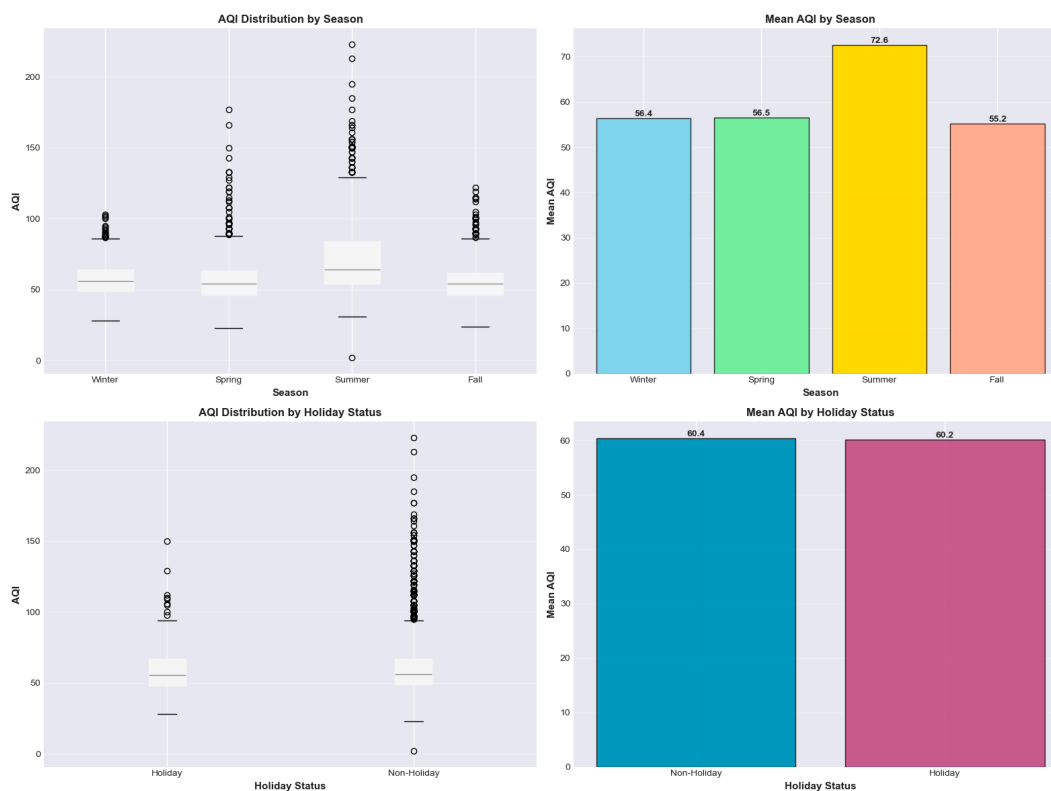 AQI Distribution by Season
AQI
200
150
100
50
0
Winter
Spring
Summer
Fall
Season
Mean AQI by Season
Mean AQI
70
60
50
40
30
20
10
0
56.4
56.5
72.6
55.2
Winter
Spring
Summer
Fall
Season
AQI Distribution by Holiday Status
AQI
200
150
100
50
0
Holiday
Non-Holiday
Holiday Status
Mean AQI by Holiday Status
Mean AQI
60
50
40
30
20
10
0
60.4
60.2
Non-Holiday
Holiday
Holiday Status